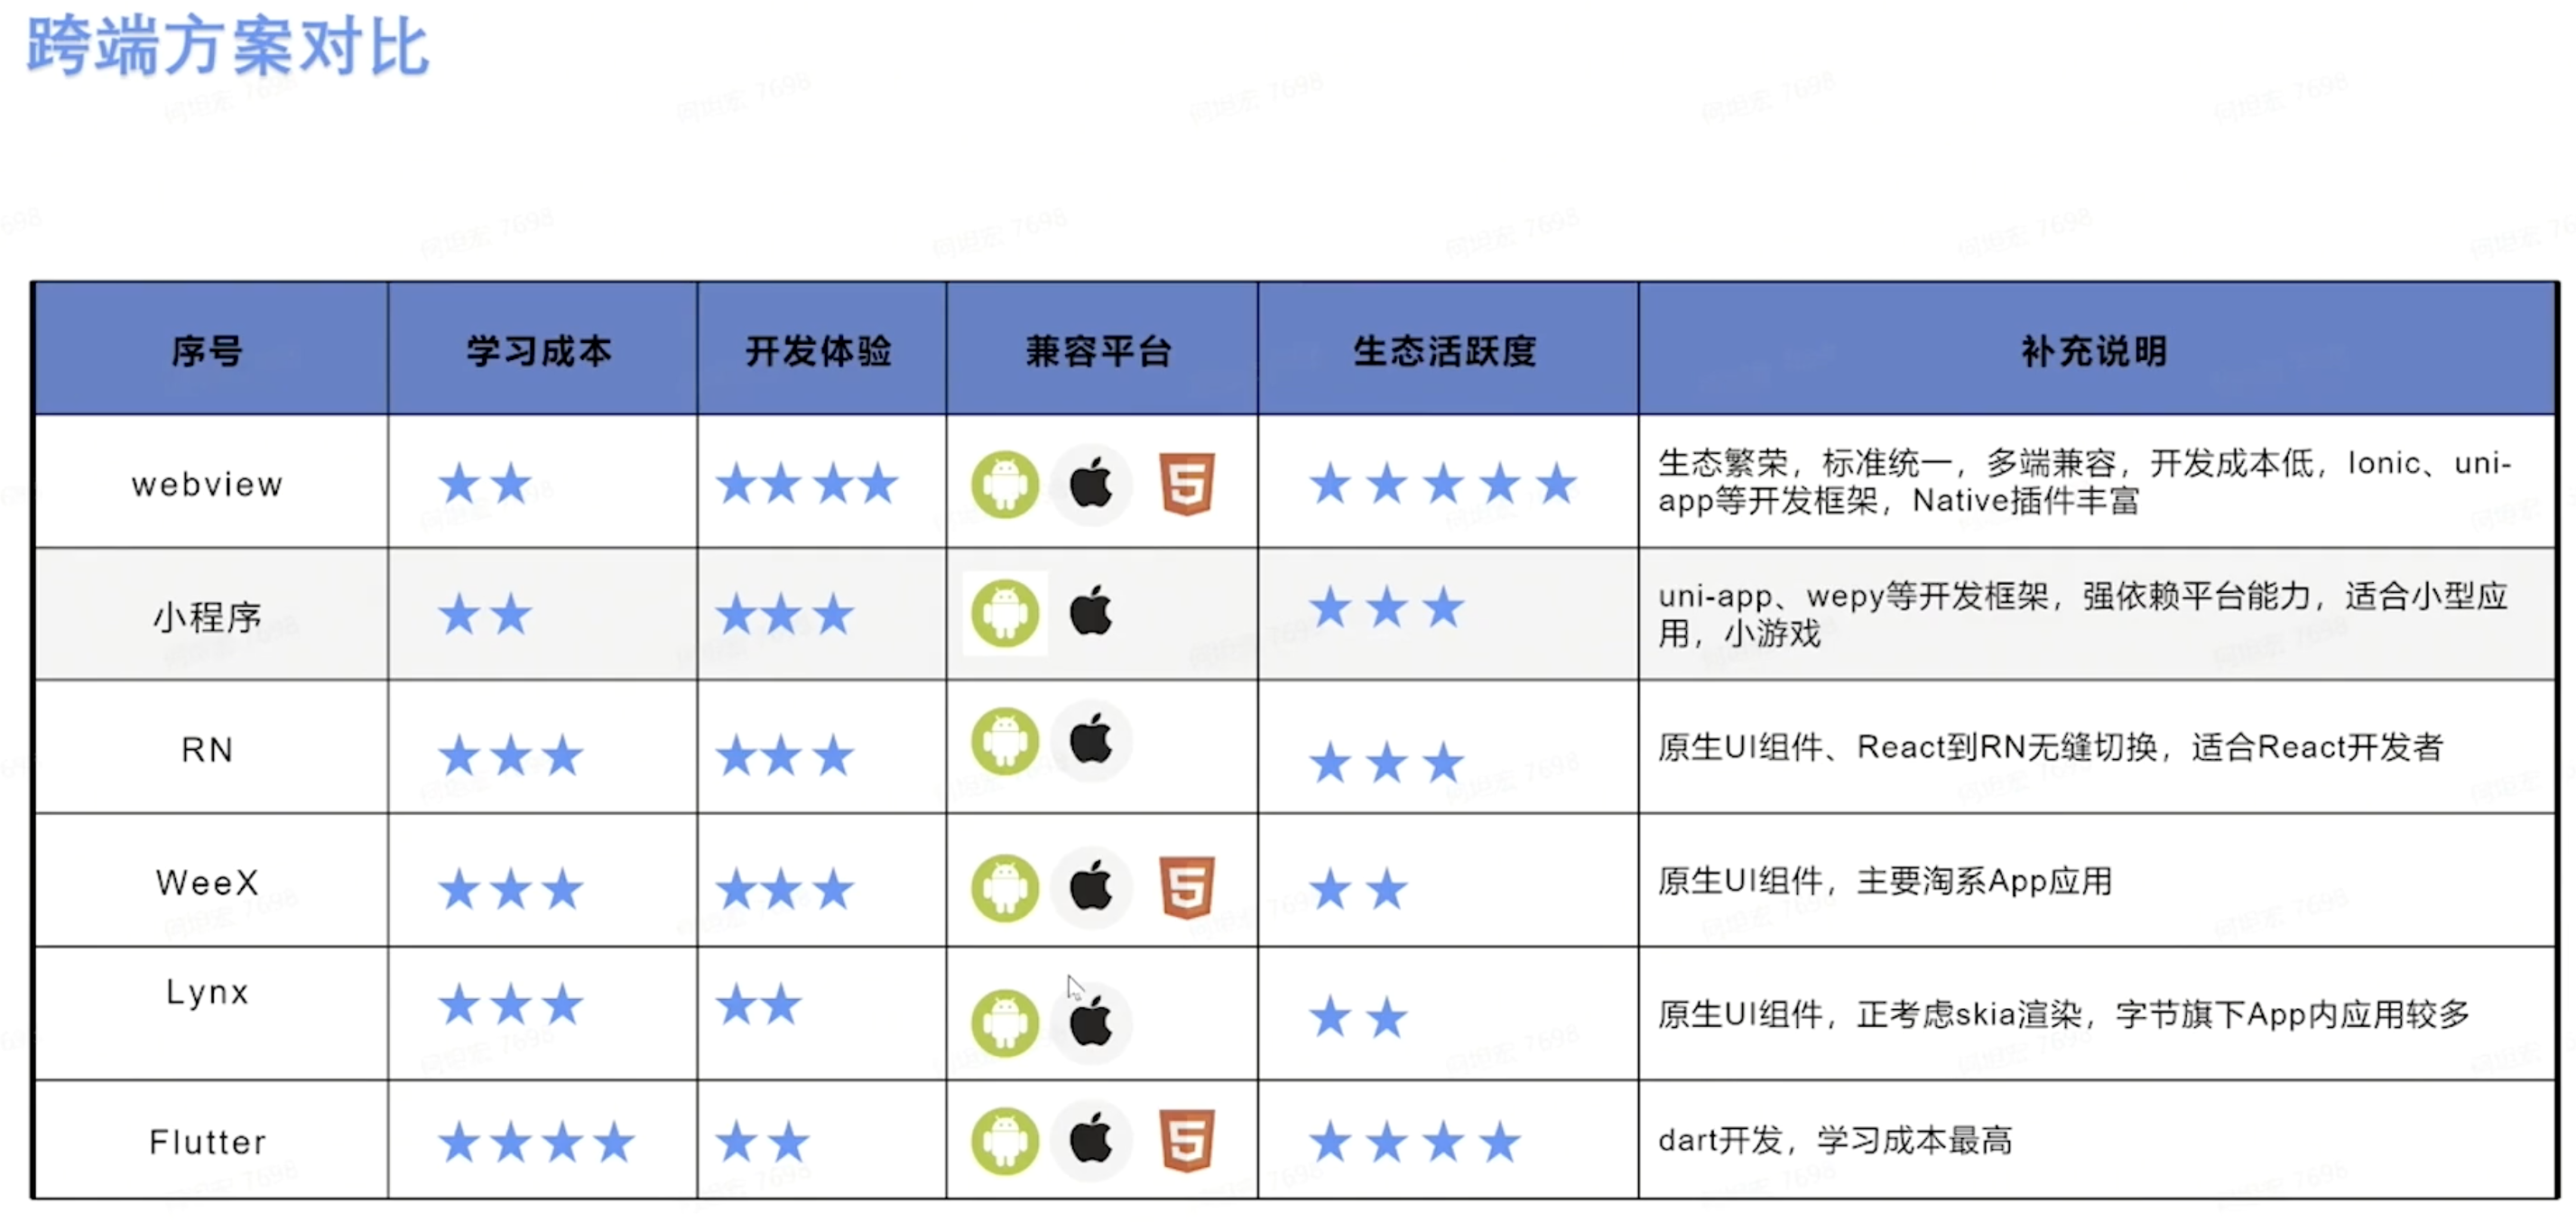 跨端方案对比
序号 学习成本 开发体验 兼容平台 生态活跃度 补充说明
webview ★★ ★★★★ ★★★★★ 生态繁荣，标准统一，多端兼容，开发成本低，Ionic、uni-
app等开发框架，Native插件丰富
小程序 ★★ ★★★ ★★★ uni-app、wepy等开发框架，强依赖平台能力，适合小型应
用，小游戏
RN ★★★ ★★★ ★★★ 原生UI组件、React到RN无缝切换，适合React开发者
WeeX ★★★ ★★★ ★★ 原生UI组件，主要淘系App应用
Lynx ★★★ ★★ ★★ 原生UI组件，正考虑skia渲染，字节旗下App内应用较多
Flutter ★★★★ ★★ ★★★★ dart开发，学习成本最高